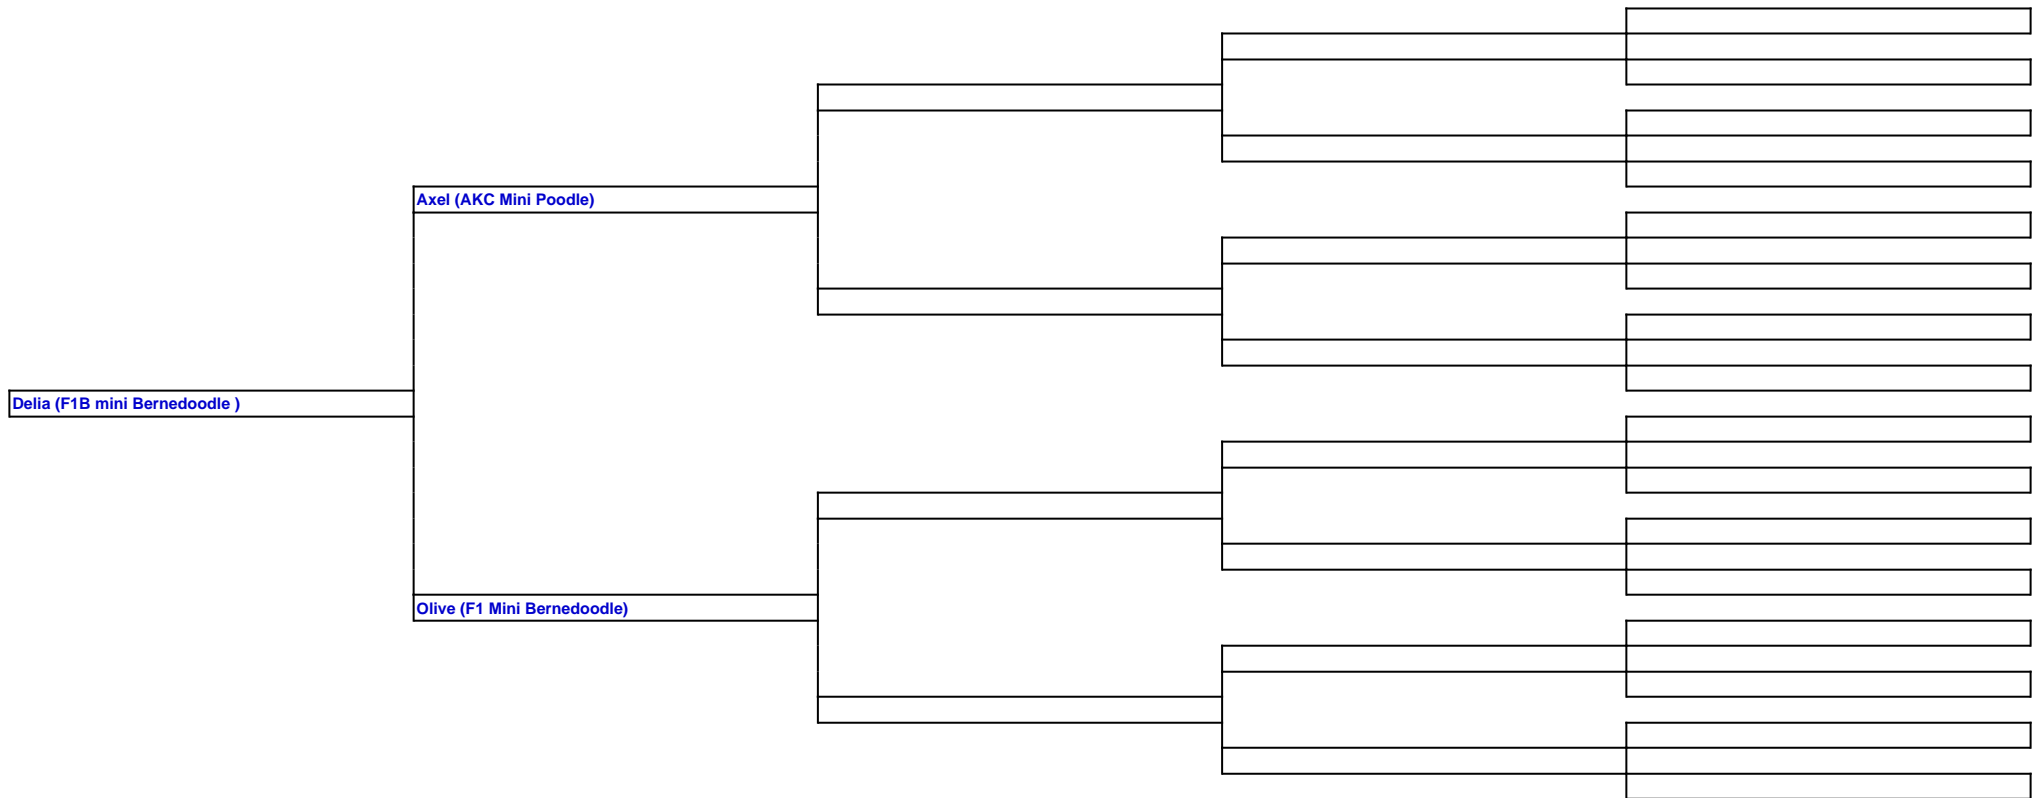 Axel (AKC Mini Poodle)
Delia (F1B mini Bernedoodle )
Olive (F1 Mini Bernedoodle)